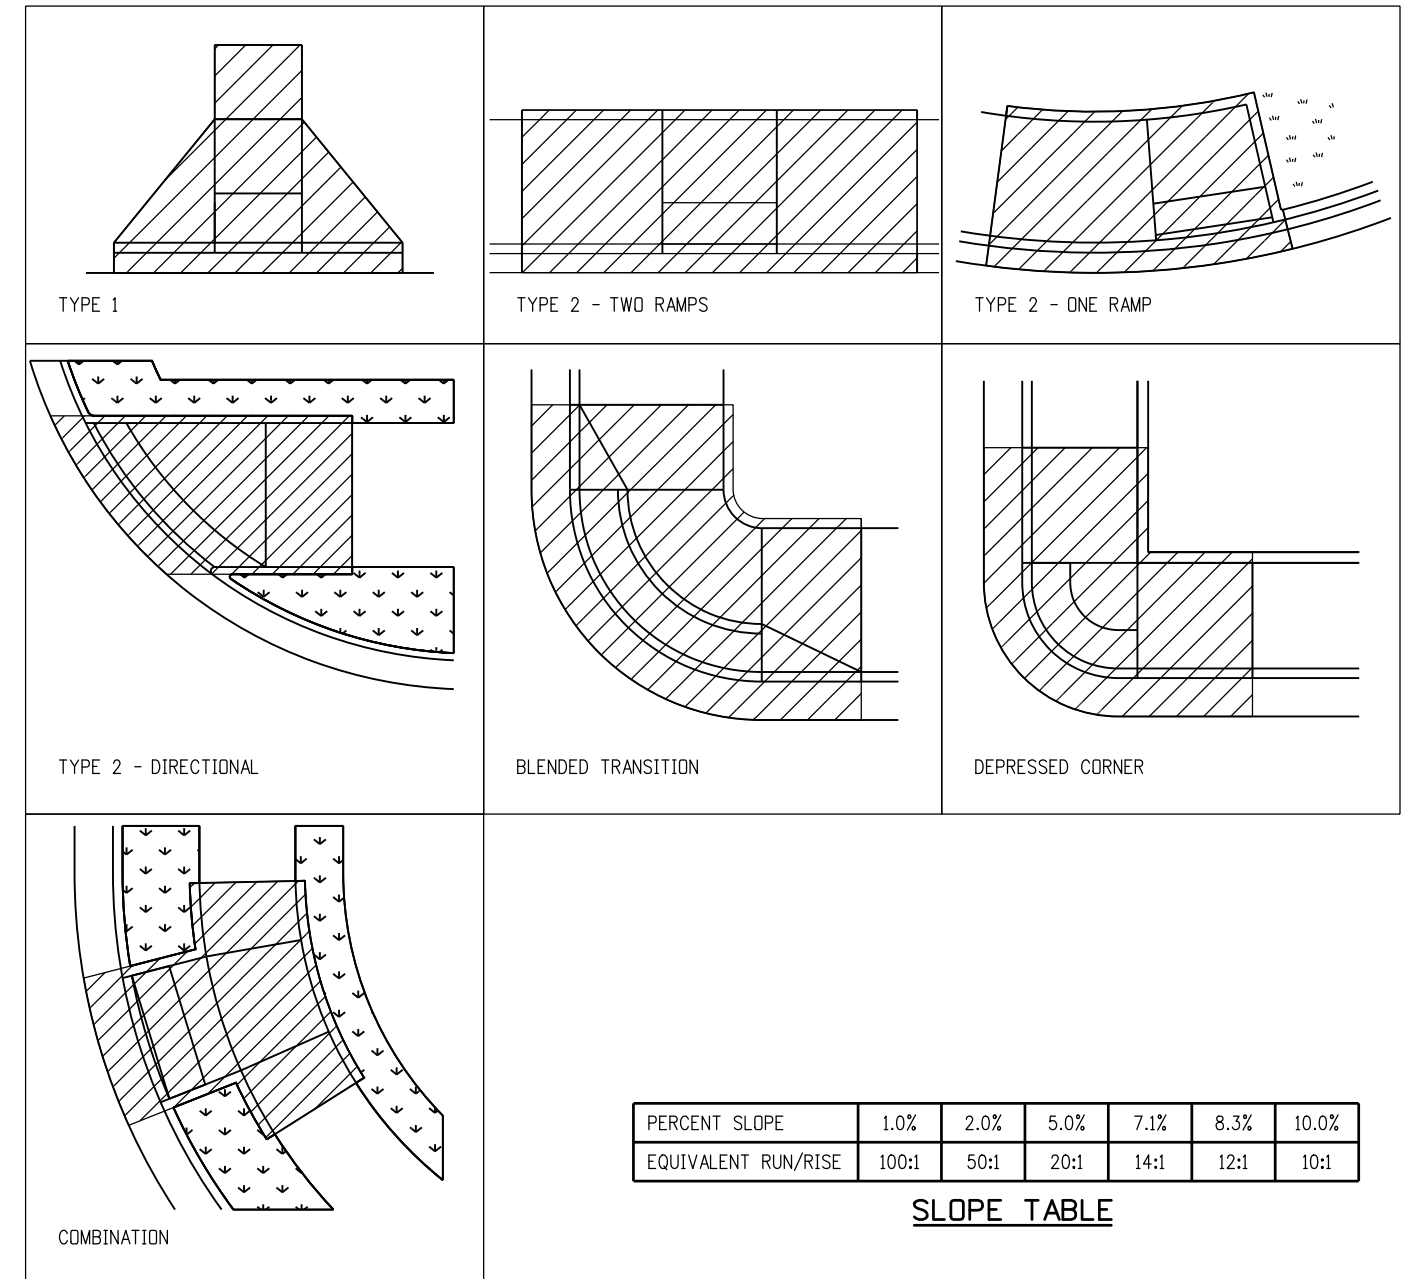 TYPE 1
TYPE 2 - TWO RAMPS
TYPE 2 - ONE RAMP
TYPE 2 - DIRECTIONAL
BLENDED TRANSITION
DEPRESSED CORNER
COMBINATION
PERCENT SLOPE 1.0% 2.0% 5.0% 7.1% 8.3% 10.0%
EQUIVALENT RUN/RISE 100:1 50:1 20:1 14:1 12:1 10:1
SLOPE TABLE